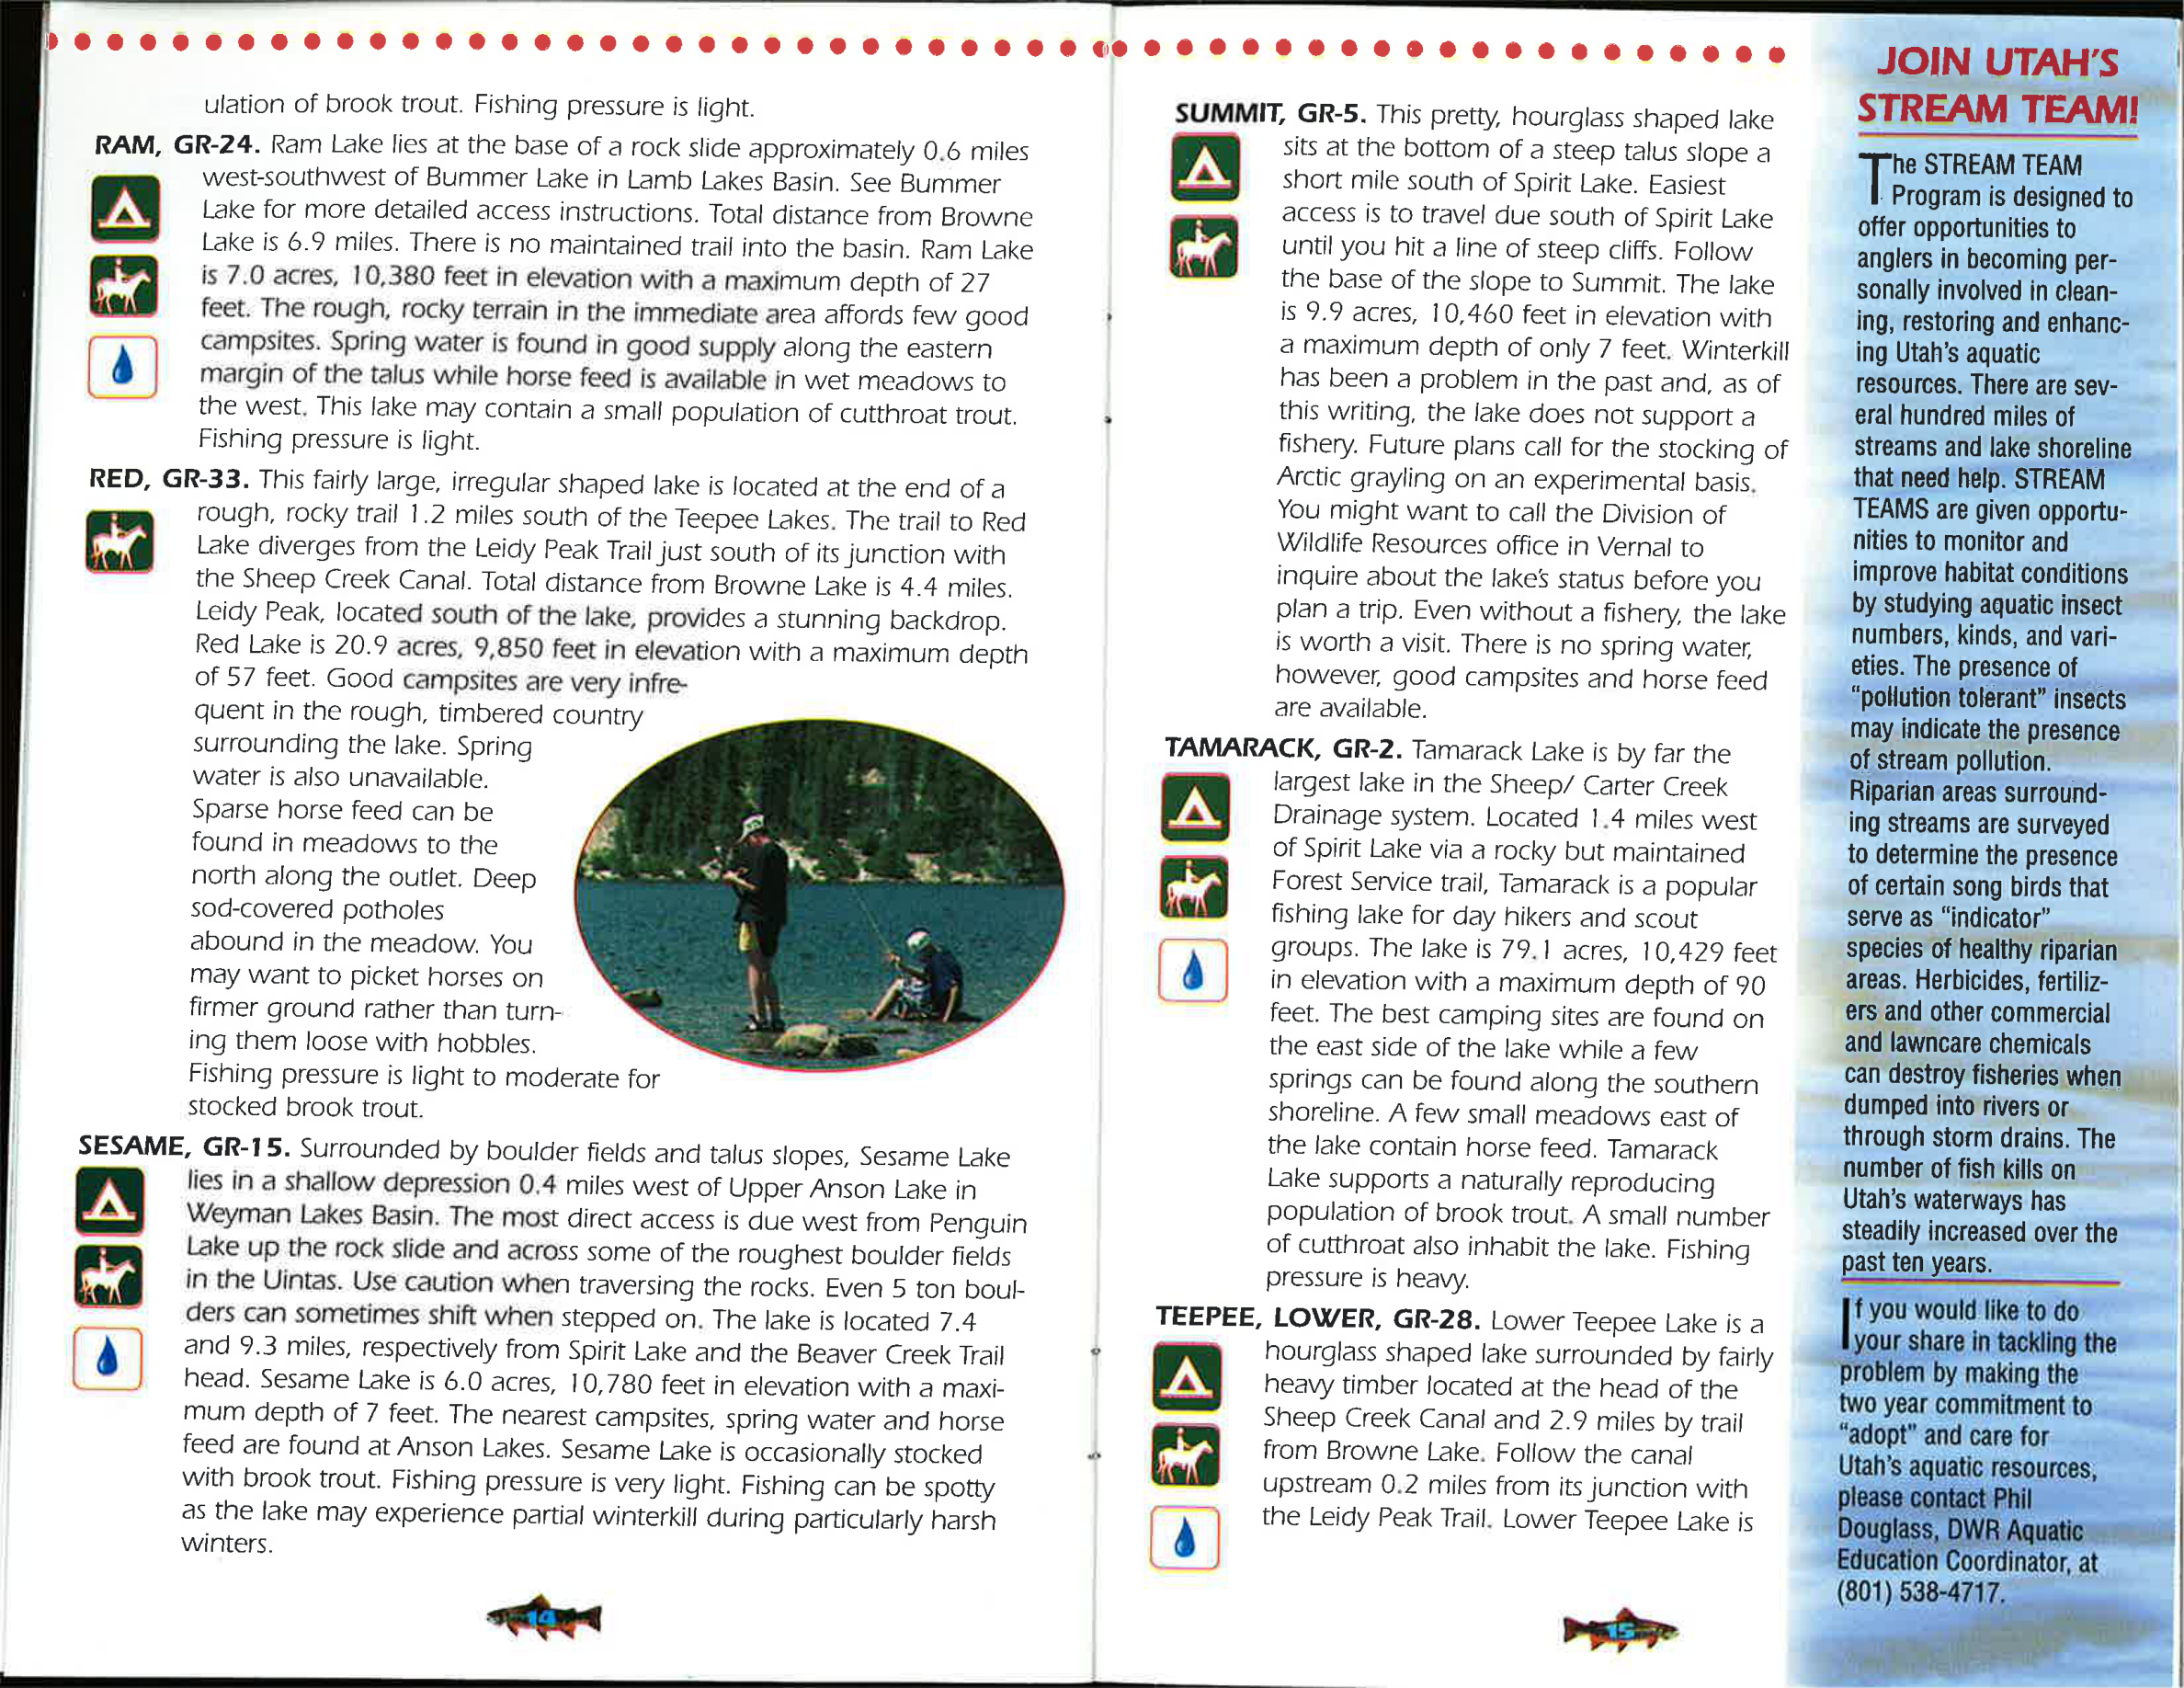 ulation of brook trout. Fishing pressure is light.
RAM, GR-24. Ram Lake lies at the base of a rock slide approximately 0.6 miles
west-southwest of Bummer Lake in Lamb Lakes Basin. See Bummer
Lake for more detailed access instructions. Total distance from Browne
Lake is 6.9 miles. There is no maintained trail into the basin. Ram Lake
is 7.0 acres, 10,380 feet in elevation with a maximum depth of 27
feet. The rough, rocky terrain in the immediate area affords few good
campsites. Spring water is found in good supply along the eastern
margin of the talus while horse feed is available in wet meadows to
the west. This lake may contain a small population of cutthroat trout.
Fishing pressure is light.
RED, GR-33. This fairly large, irregular shaped lake is located at the end of a
rough, rocky trail 1.2 miles south of the Teepee Lakes. The trail to Red
Lake diverges from the Leidy Peak Trail just south of its junction with
the Sheep Creek Canal. Total distance from Browne Lake is 4.4 miles.
Leidy Peak, located south of the lake, provides a stunning backdrop.
Red Lake is 20.9 acres, 9,850 feet in elevation with a maximum depth
of 57 feet. Good campsites are very infre-
quent in the rough, timbered country
surrounding the lake. Spring
water is also unavailable.
Sparse horse feed can be
found in meadows to the
north along the outlet. Deep
sod-covered potholes
abound in the meadow. You
may want to picket horses on
firmer ground rather than turn-
ing them loose with hobbles.
Fishing pressure is light to moderate for
stocked brook trout.
SESAME, GR-15. Surrounded by boulder fields and talus slopes, Sesame Lake
lies in a shallow depression 0.4 miles west of Upper Anson Lake in
Weyman Lakes Basin. The most direct access is due west from Penguin
Lake up the rock slide and across some of the roughest boulder fields
in the Uintas. Use caution when traversing the rocks. Even 5 ton boul-
ders can sometimes shift when stepped on. The lake is located 7.4
and 9.3 miles, respectively from Spirit Lake and the Beaver Creek Trail
head. Sesame Lake is 6.0 acres, 10,780 feet in elevation with a maxi-
mum depth of 7 feet. The nearest campsites, spring water and horse
feed are found at Anson Lakes. Sesame Lake is occasionally stocked
with brook trout. Fishing pressure is very light. Fishing can be spotty
as the lake may experience partial winterkill during particularly harsh
winters.
14
SUMMIT, GR-5. This pretty, hourglass shaped lake
sits at the bottom of a steep talus slope a
short mile south of Spirit Lake. Easiest
access is to travel due south of Spirit Lake
until you hit a line of steep cliffs. Follow
the base of the slope to Summit. The lake
is 9.9 acres, 10,460 feet in elevation with
a maximum depth of only 7 feet. Winterkill
has been a problem in the past and, as of
this writing, the lake does not support a
fishery. Future plans call for the stocking of
Arctic grayling on an experimental basis.
You might want to call the Division of
Wildlife Resources office in Vernal to
inquire about the lake's status before you
plan a trip. Even without a fishery, the lake
is worth a visit. There is no spring water,
however, good campsites and horse feed
are available.
TAMARACK, GR-2. Tamarack Lake is by far the
largest lake in the Sheep/ Carter Creek
Drainage system. Located 1.4 miles west
of Spirit Lake via a rocky but maintained
Forest Service trail, Tamarack is a popular
fishing lake for day hikers and scout
groups. The lake is 79.1 acres, 10,429 feet
in elevation with a maximum depth of 90
feet. The best camping sites are found on
the east side of the lake while a few
springs can be found along the southern
shoreline. A few small meadows east of
the lake contain horse feed. Tamarack
Lake supports a naturally reproducing
population of brook trout. A small number
of cutthroat also inhabit the lake. Fishing
pressure is heavy.
TEEPEE, LOWER, GR-28. Lower Teepee Lake is a
hourglass shaped lake surrounded by fairly
heavy timber located at the head of the
Sheep Creek Canal and 2.9 miles by trail
from Browne Lake. Follow the canal
upstream 0.2 miles from its junction with
the Leidy Peak Trail. Lower Teepee Lake is
15
JOIN UTAH'S
STREAM TEAM!
The STREAM TEAM
Program is designed to
offer opportunities to
anglers in becoming per-
sonally involved in clean-
ing, restoring and enhanc-
ing Utah's aquatic
resources. There are sev-
eral hundred miles of
streams and lake shoreline
that need help. STREAM
TEAMS are given opportu-
nities to monitor and
improve habitat conditions
by studying aquatic insect
numbers, kinds, and vari-
eties. The presence of
"pollution tolerant" insects
may indicate the presence
of stream pollution.
Riparian areas surround-
ing streams are surveyed
to determine the presence
of certain song birds that
serve as "indicator"
species of healthy riparian
areas. Herbicides, fertiliz-
ers and other commercial
and lawncare chemicals
can destroy fisheries when
dumped into rivers or
through storm drains. The
number of fish kills on
Utah's waterways has
steadily increased over the
past ten years.
If you would like to do
your share in tackling the
problem by making the
two year commitment to
"adopt" and care for
Utah's aquatic resources,
please contact Phil
Douglass, DWR Aquatic
Education Coordinator, at
(801) 538-4717.